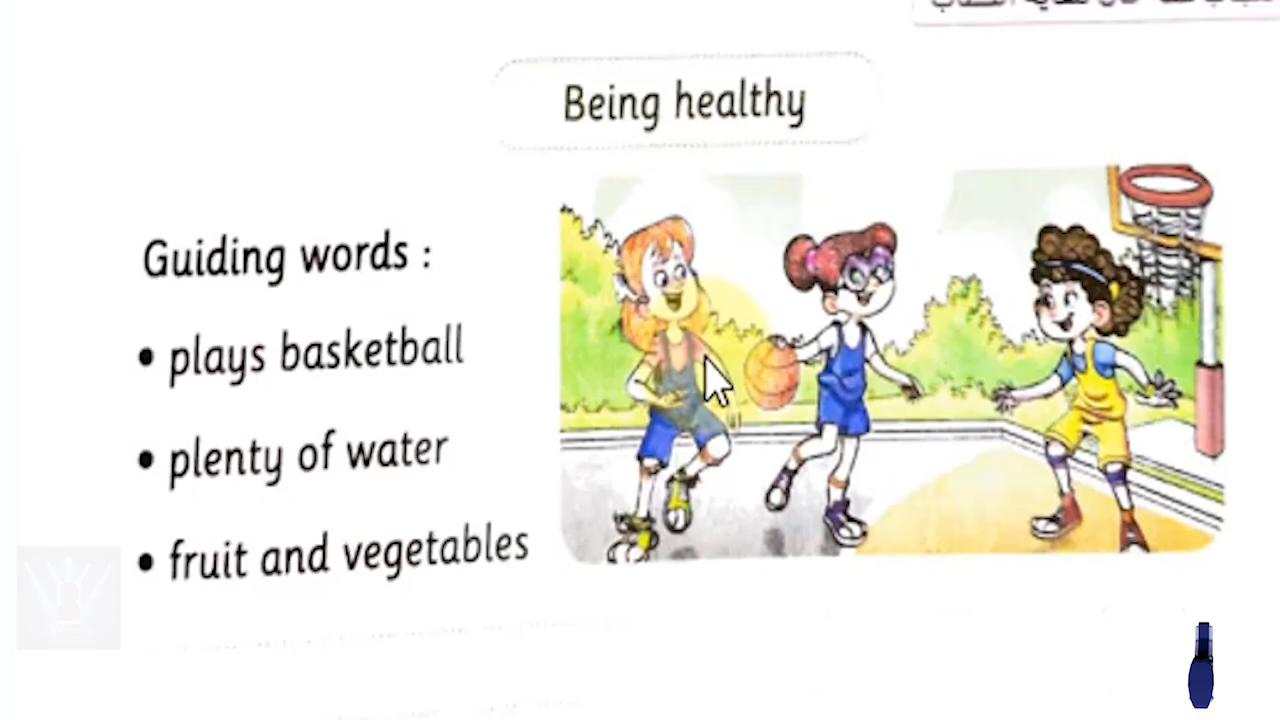 Being healthy
Guiding words :
• plays basketball
• plenty of water
• fruit and vegetables